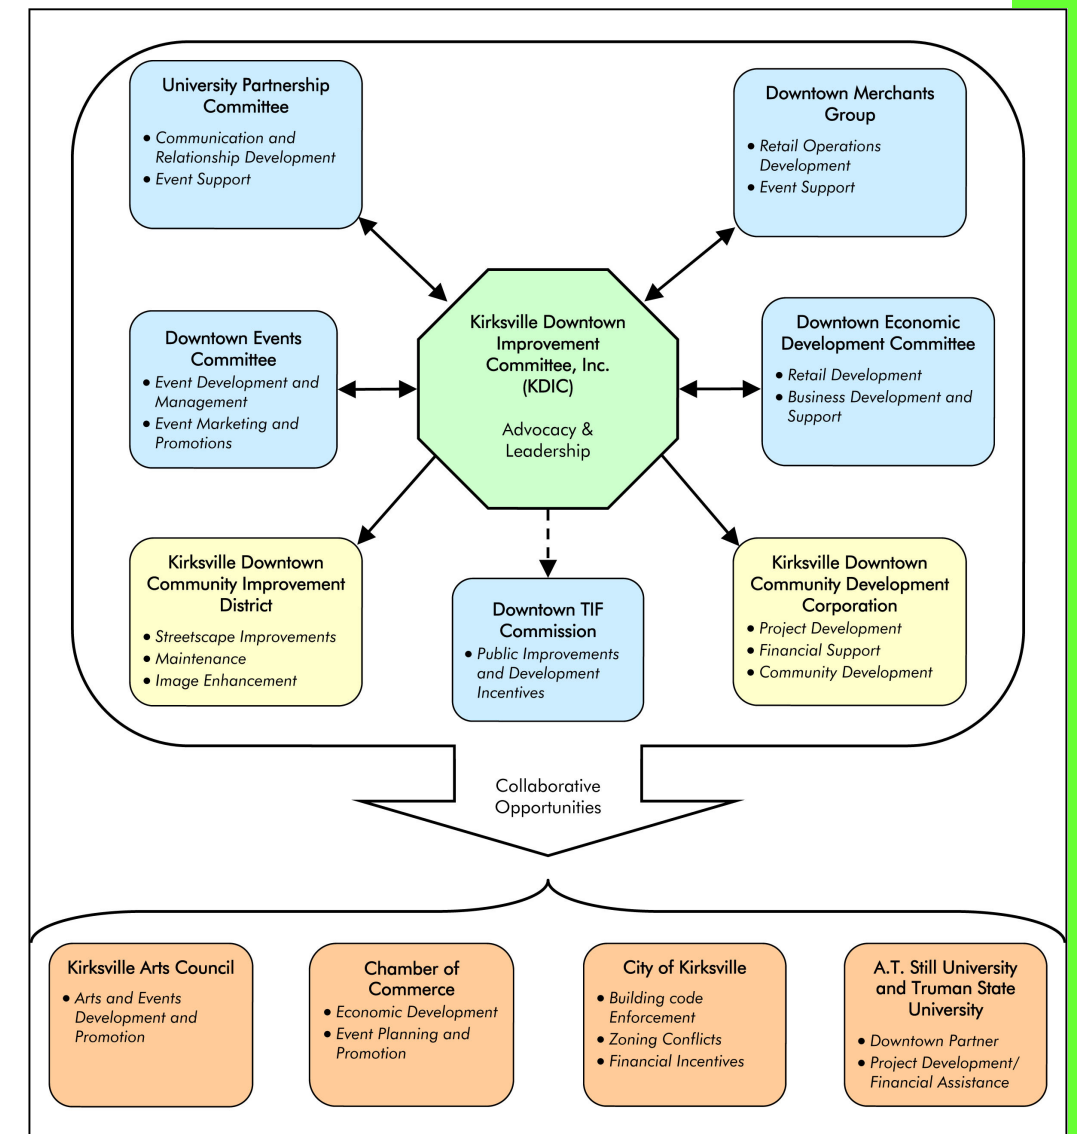 University Partnership
Committee
• Communication and
Relationship Development
• Event Support
Downtown Merchants
Group
• Retail Operations
Development
• Event Support
Kirksville Downtown
Improvement
Committee, Inc.
(KDIC)
Advocacy &
Leadership
Downtown Events
Committee
• Event Development and
Management
• Event Marketing and
Promotions
Downtown Economic
Development Committee
• Retail Development
• Business Development and
Support
Kirksville Downtown
Community Improvement
District
• Streetscape Improvements
• Maintenance
• Image Enhancement
Downtown TIF
Commission
• Public Improvements
and Development
Incentives
Kirksville Downtown
Community Development
Corporation
• Project Development
• Financial Support
• Community Development
Collaborative
Opportunities
Kirksville Arts Council
• Arts and Events
Development and
Promotion
Chamber of
Commerce
• Economic Development
• Event Planning and
Promotion
City of Kirksville
• Building code
Enforcement
• Zoning Conflicts
• Financial Incentives
A.T. Still University
and Truman State
University
• Downtown Partner
• Project Development/
Financial Assistance